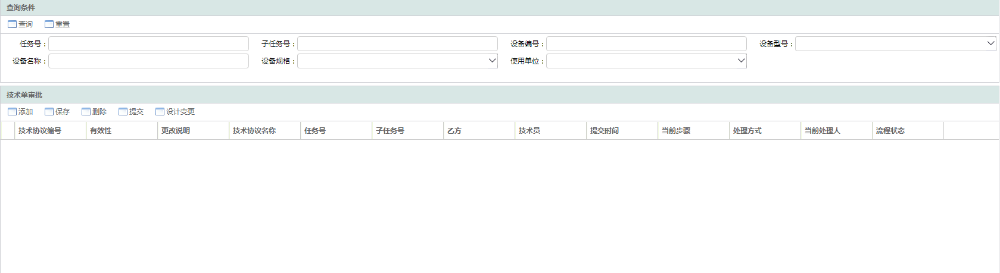 查询条件
查询 重置
任务号： 子任务号： 设备编号： 设备型号：
设备名称： 设备规格： 使用单位：
技术单审批
添加 保存 删除 提交 设计变更
技术协议编号 有效性 更改说明 技术协议名称 任务号 子任务号 乙方 技术员 提交时间 当前步骤 处理方式 当前处理人 流程状态